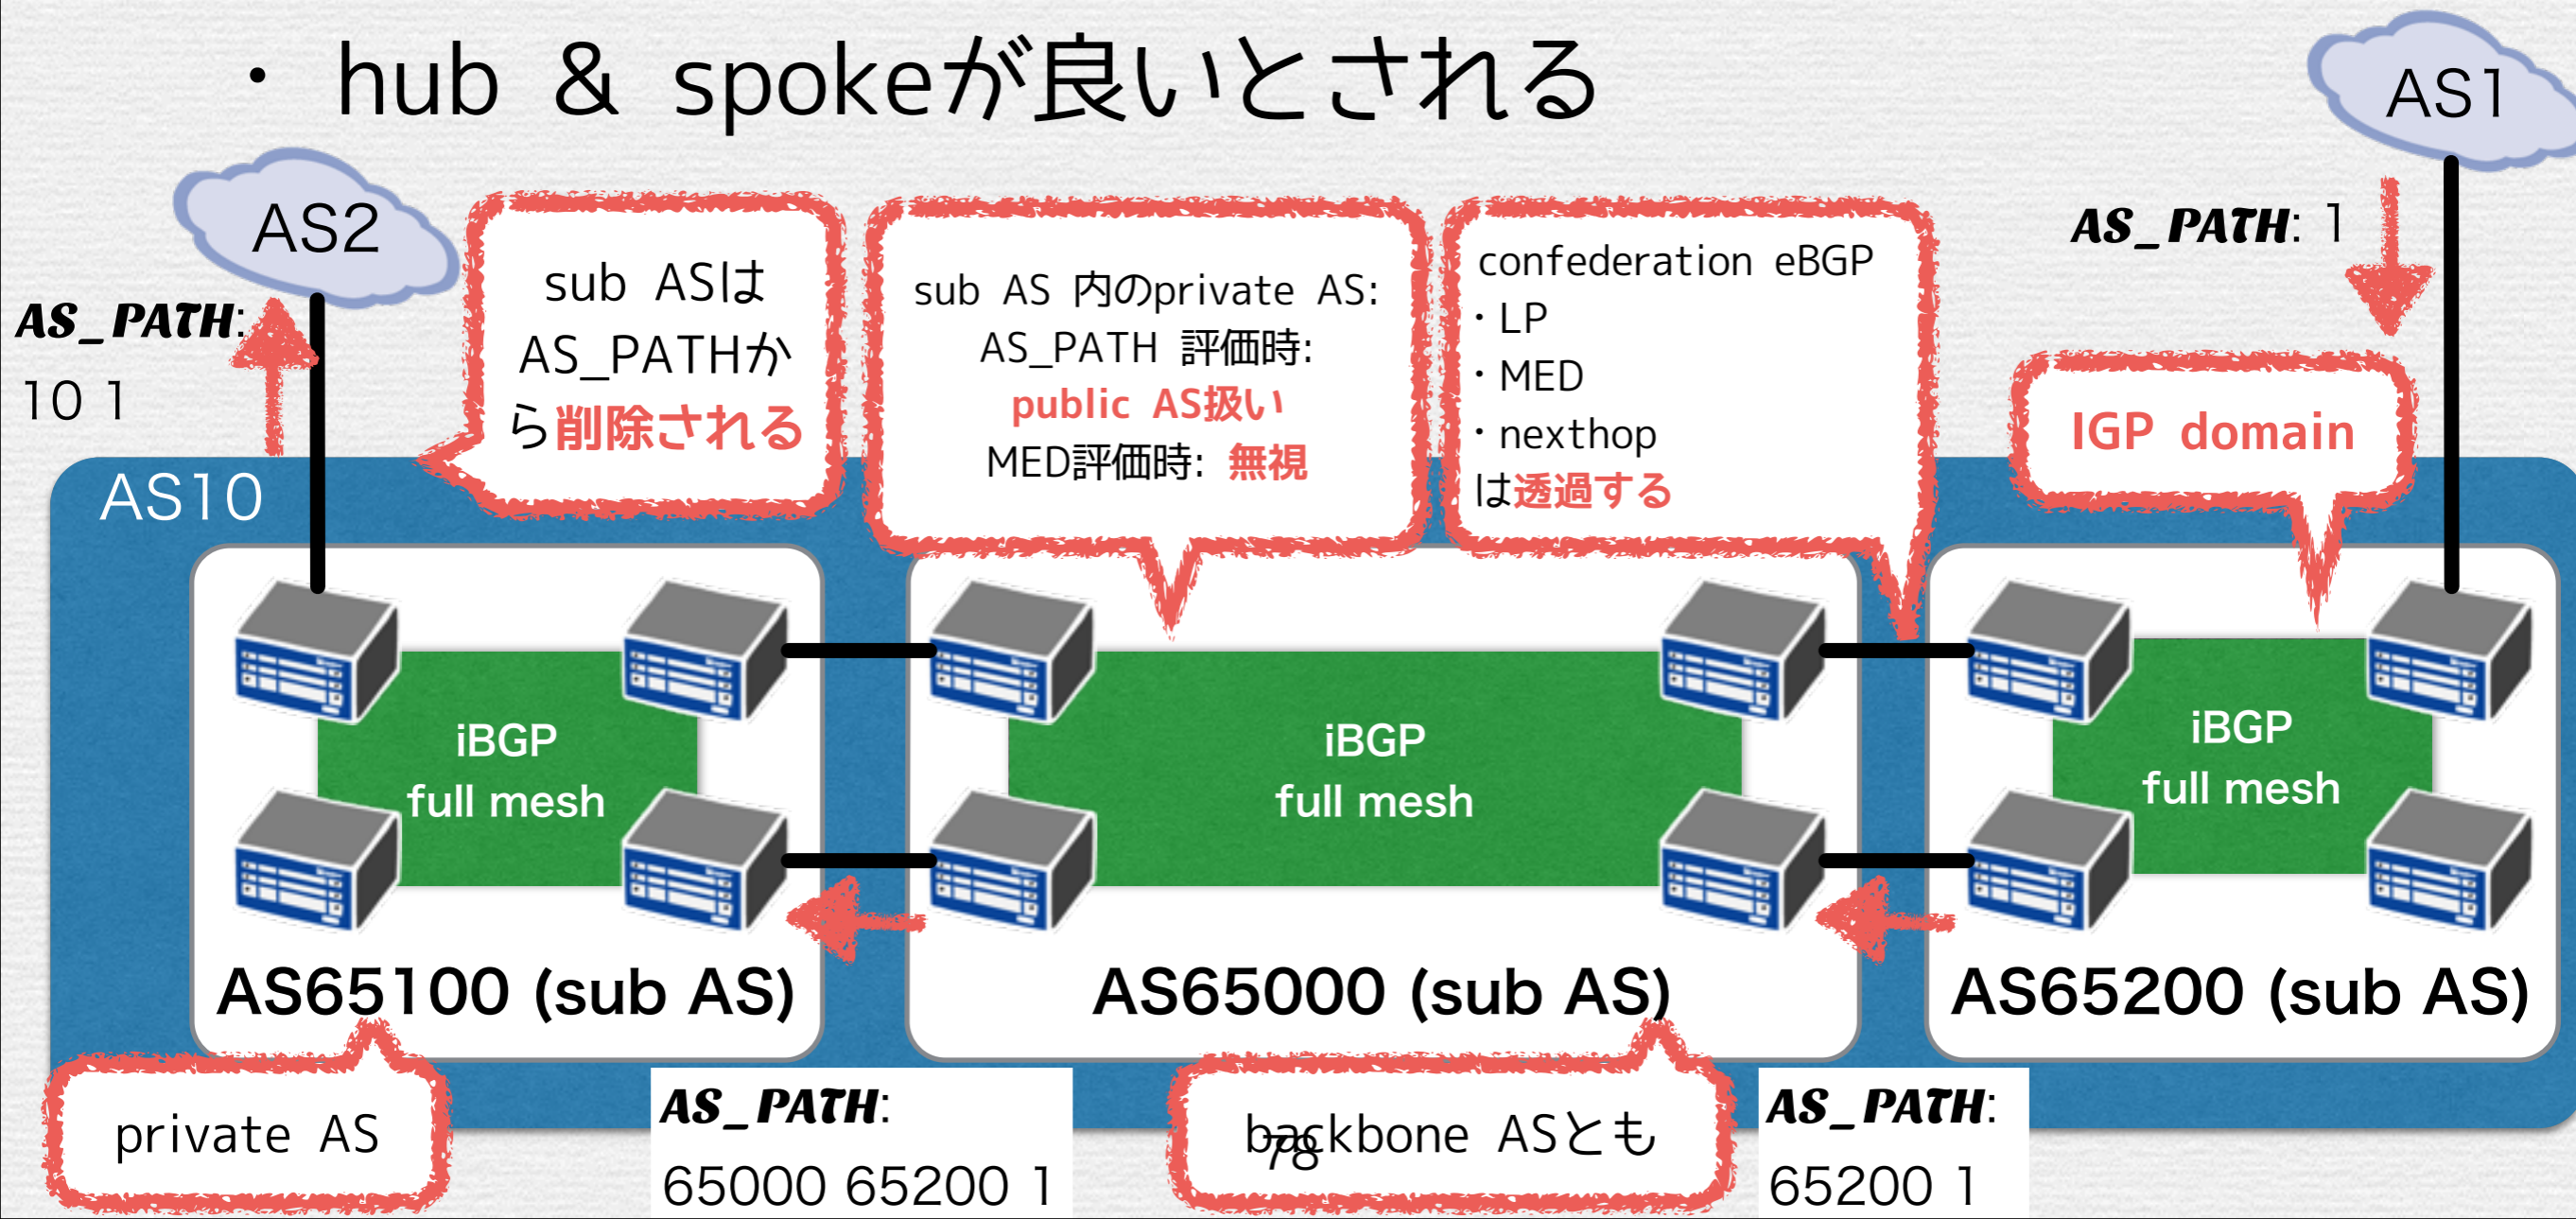 ・ hub & spokeが良いとされる
AS1
AS2
AS_PATH: 1
AS_PATH:
10 1
sub ASは
AS_PATHか
ら削除される
sub AS 内のprivate AS:
AS_PATH 評価時:
public AS扱い
MED評価時: 無視
confederation eBGP
・LP
・MED
・nexthop
は透過する
IGP domain
AS10
iBGP
full mesh
iBGP
full mesh
iBGP
full mesh
AS65100 (sub AS)
AS65000 (sub AS)
AS65200 (sub AS)
private AS
AS_PATH:
65000 65200 1
backbone ASとも
78
AS_PATH:
65200 1